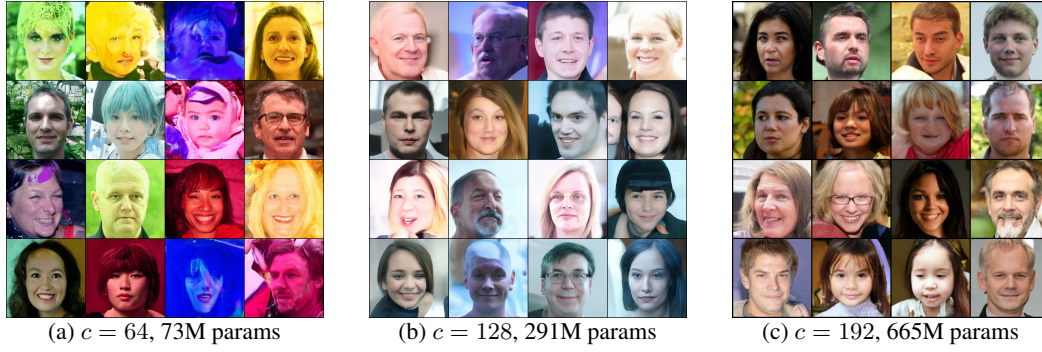 (a) c = 64, 73M params
(b) c = 128, 291M params
(c) c = 192, 665M params